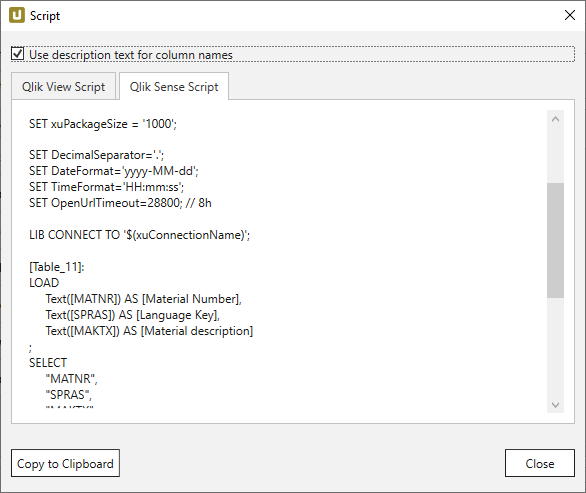 Script
Use description text for column names
Qlik View Script
Qlik Sense Script
SET xuPackageSize = '1000';
SET DecimalSeparator='.';
SET DateFormat='yyyy-MM-dd';
SET TimeFormat='HH:mm:ss';
SET OpenUrlTimeout=28800; // 8h
LIB CONNECT TO '$(xuConnectionName)';
[Table_11]:
LOAD
Text([MATNR]) AS [Material Number],
Text([SPRAS]) AS [Language Key],
Text([MAKTX]) AS [Material description]
;
SELECT
"MATNR",
"SPRAS",
"MAKTX"
Copy to Clipboard
Close